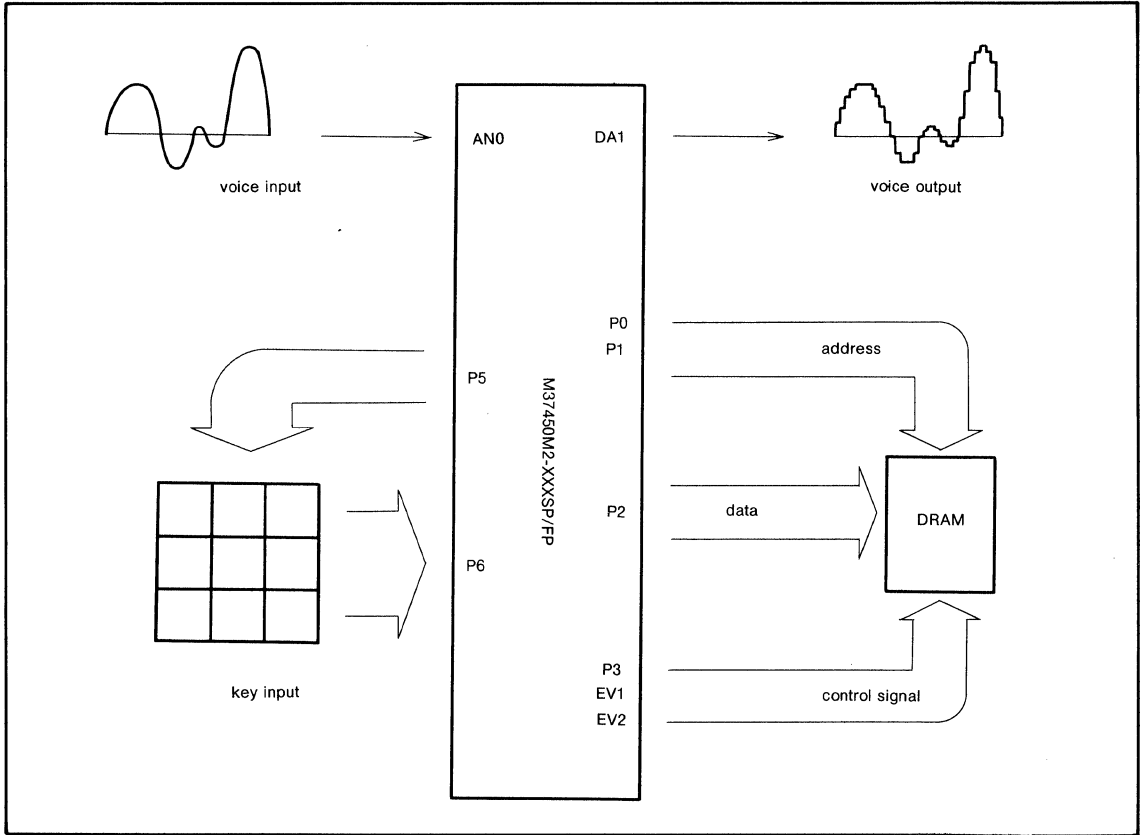 AN0
DA1
voice input
voice output
P0
P1
address
P5
M37450M2-XXXSP/FP
P2
data
DRAM
P6
key input
P3
EV1
EV2
control signal